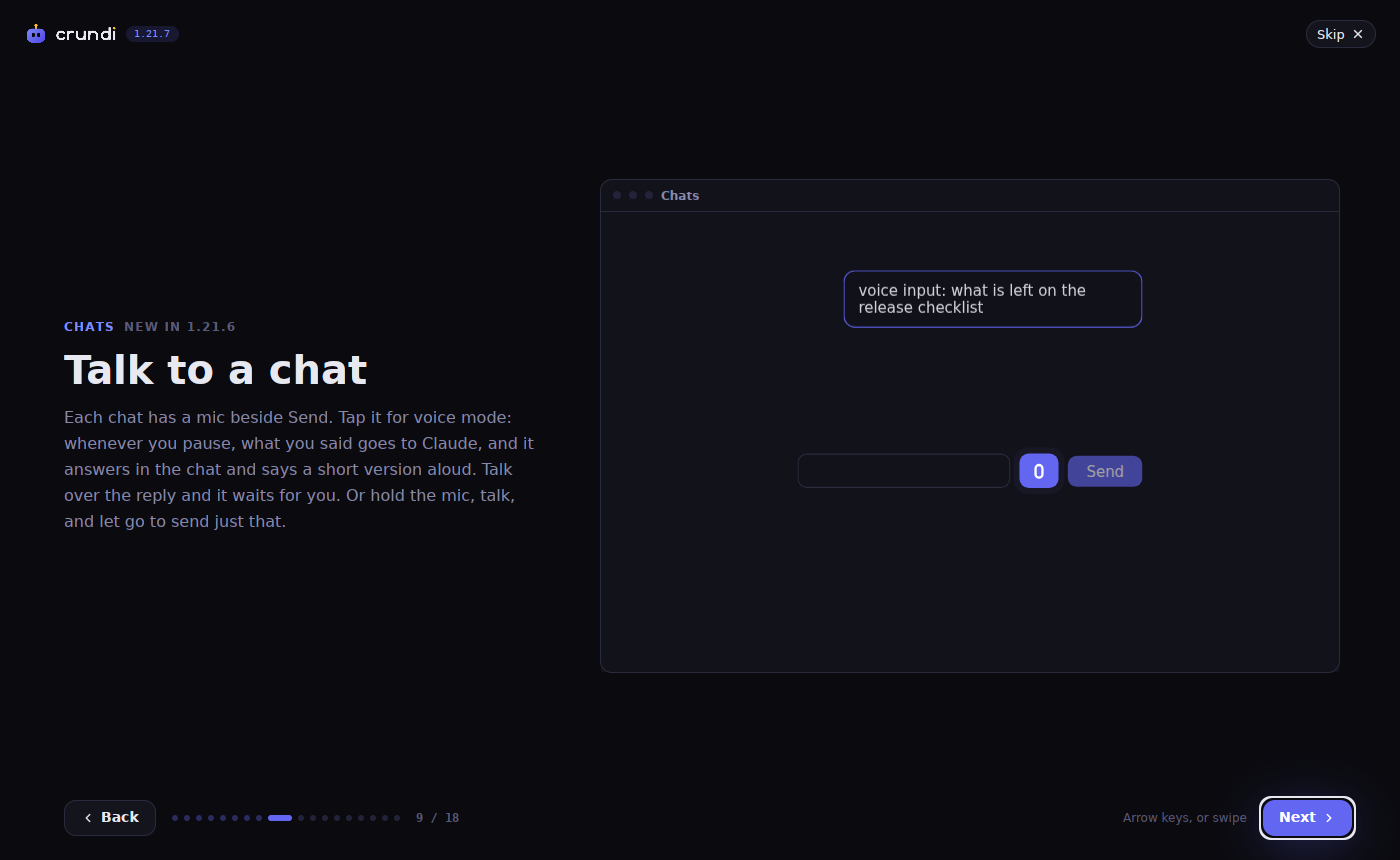 crundi 1.21.7
Skip ×
CHATS NEW IN 1.21.6
Talk to a chat
Each chat has a mic beside Send. Tap it for voice mode:
whenever you pause, what you said goes to Claude, and it
answers in the chat and says a short version aloud. Talk
over the reply and it waits for you. Or hold the mic, talk,
and let go to send just that.
Chats
voice input: what is left on the
release checklist
Send
Back
9 / 18
Arrow keys, or swipe
Next